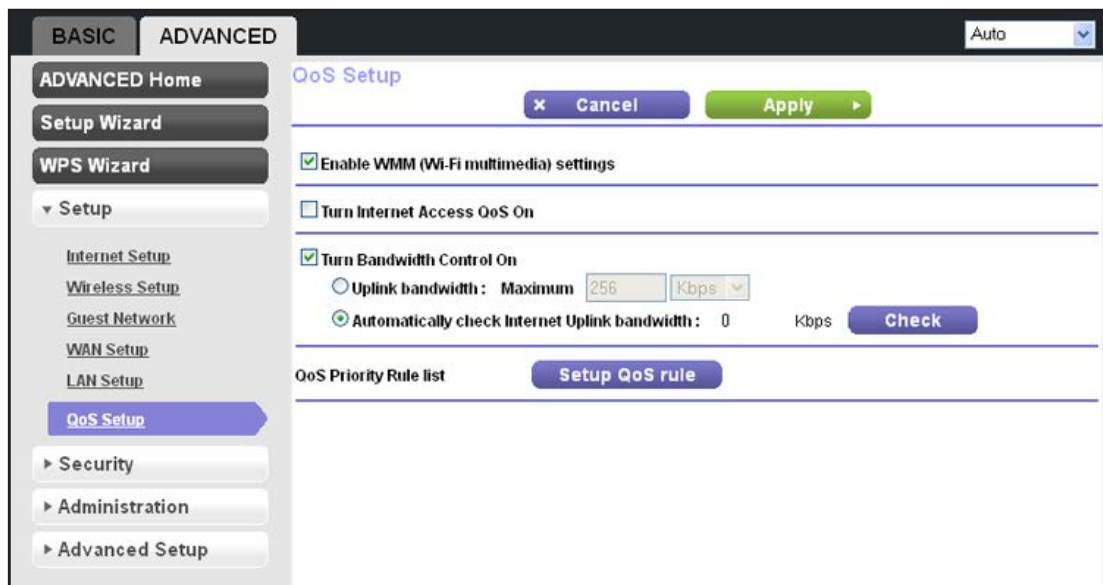 BASIC ADVANCED Auto
ADVANCED Home
Setup Wizard
WPS Wizard
Setup
Internet Setup
Wireless Setup
Guest Network
WAN Setup
LAN Setup
QoS Setup
Security
Administration
Advanced Setup
QoS Setup
Cancel Apply
Enable WMM (Wi-Fi multimedia) settings
Turn Internet Access QoS On
Turn Bandwidth Control On
Uplink bandwidth : Maximum 256 Kbps
Automatically check Internet Uplink bandwidth : 0 Kbps Check
QoS Priority Rule list Setup QoS rule